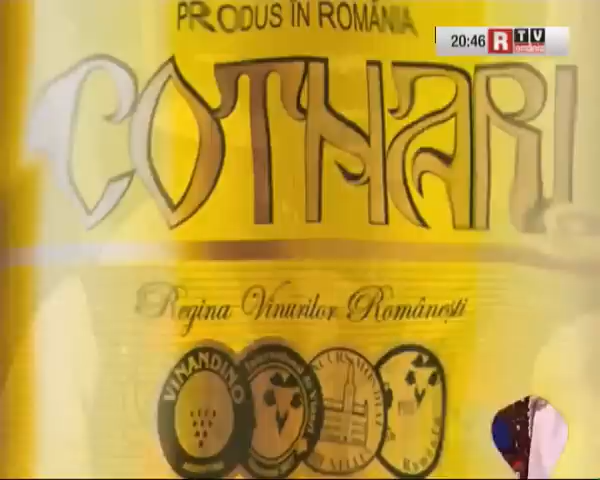 PRODUS ÎN ROMÂNIA
20:46 R TV
COTNARI
Regina Vinurilor Românești
VINANDINO